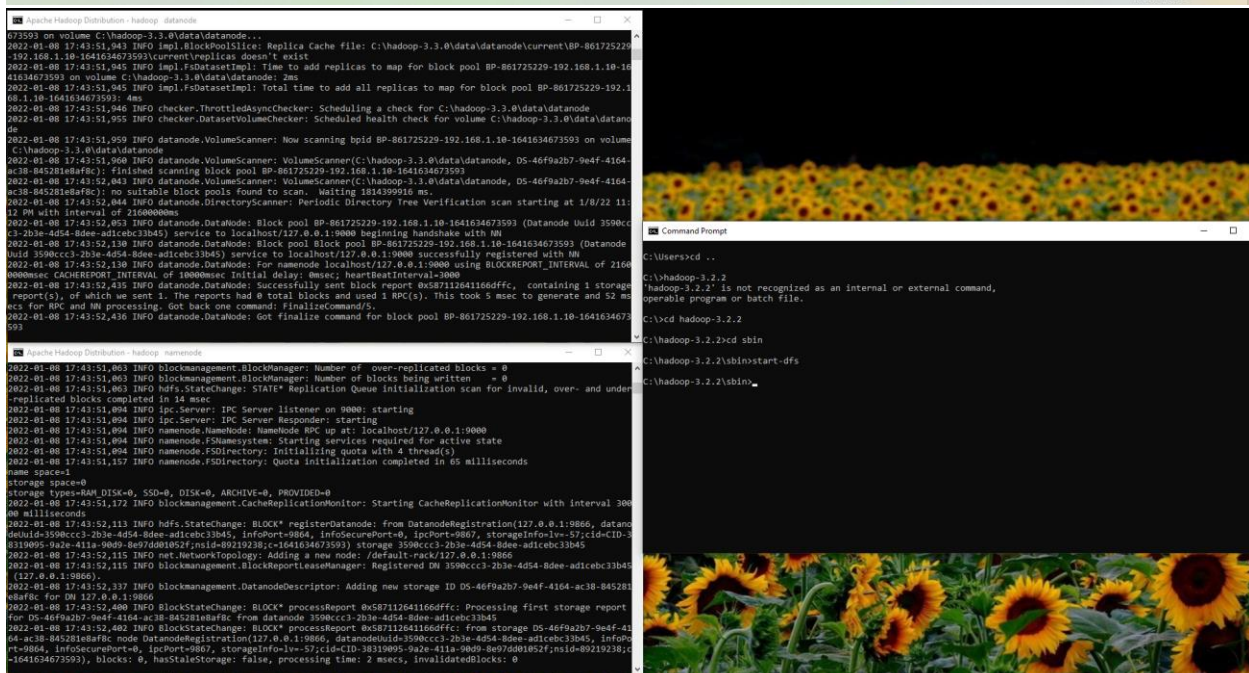 Apache Hadoop Distribution - hadoop datanode
673593 on volume C:\hadoop-3.3.0\data\datanode...
2022-01-08 17:43:51,943 INFO impl.BlockPoolSlice: Replica Cache file: C:\hadoop-3.3.0\data\datanode\current\BP-861725229
-192.168.1.10-1641634673593\current\replicas doesn't exist
2022-01-08 17:43:51,945 INFO impl.FsDatasetImpl: Time to add replicas to map for block pool BP-861725229-192.168.1.10-16
41634673593 on volume C:\hadoop-3.3.0\data\datanode: 2ms
2022-01-08 17:43:51,945 INFO impl.FsDatasetImpl: Total time to add all replicas to map for block pool BP-861725229-192.1
68.1.10-1641634673593: 4ms
2022-01-08 17:43:51,946 INFO checker.ThrottledAsyncChecker: Scheduling a check for C:\hadoop-3.3.0\data\datanode
2022-01-08 17:43:51,955 INFO checker.DatasetVolumeChecker: Scheduled health check for volume C:\hadoop-3.3.0\data\datano
de
2022-01-08 17:43:51,959 INFO datanode.VolumeScanner: Now scanning bpid BP-861725229-192.168.1.10-1641634673593 on volume
C:\hadoop-3.3.0\data\datanode
2022-01-08 17:43:51,960 INFO datanode.VolumeScanner: VolumeScanner(C:\hadoop-3.3.0\data\datanode, DS-46f9a2b7-9e4f-4164-
ac38-845281e8af8c): finished scanning block pool BP-861725229-192.168.1.10-1641634673593
2022-01-08 17:43:52,043 INFO datanode.VolumeScanner: VolumeScanner(C:\hadoop-3.3.0\data\datanode, DS-46f9a2b7-9e4f-4164-
ac38-845281e8af8c): no suitable block pools found to scan.  Waiting 1814399916 ms.
2022-01-08 17:43:52,044 INFO datanode.DirectoryScanner: Periodic Directory Tree Verification scan starting at 1/8/22 11:
12 PM with interval of 21600000ms
2022-01-08 17:43:52,053 INFO datanode.DataNode: Block pool BP-861725229-192.168.1.10-1641634673593 (Datanode Uuid 3590cc
c3-2b3e-4d54-8dee-ad1cebc33b45) service to localhost/127.0.0.1:9000 beginning handshake with NN
2022-01-08 17:43:52,130 INFO datanode.DataNode: Block pool Block pool BP-861725229-192.168.1.10-1641634673593 (Datanode
Uuid 3590ccc3-2b3e-4d54-8dee-ad1cebc33b45) service to localhost/127.0.0.1:9000 successfully registered with NN
2022-01-08 17:43:52,130 INFO datanode.DataNode: For namenode localhost/127.0.0.1:9000 using BLOCKREPORT_INTERVAL of 2160
0000msec CACHEREPORT_INTERVAL of 10000msec Initial delay: 0msec; heartBeatInterval=3000
2022-01-08 17:43:52,435 INFO datanode.DataNode: Successfully sent block report 0x587112641166dffc,  containing 1 storage
report(s), of which we sent 1. The reports had 0 total blocks and used 1 RPC(s). This took 5 msec to generate and 52 ms
ecs for RPC and NN processing. Got back one command: FinalizeCommand/5.
2022-01-08 17:43:52,436 INFO datanode.DataNode: Got finalize command for block pool BP-861725229-192.168.1.10-1641634673
593
Apache Hadoop Distribution - hadoop namenode
2022-01-08 17:43:51,063 INFO blockmanagement.BlockManager: Number of  over-replicated blocks = 0
2022-01-08 17:43:51,063 INFO blockmanagement.BlockManager: Number of blocks being written    = 0
2022-01-08 17:43:51,063 INFO hdfs.StateChange: STATE* Replication Queue initialization scan for invalid, over- and under
-replicated blocks completed in 14 msec
2022-01-08 17:43:51,094 INFO ipc.Server: IPC Server listener on 9000: starting
2022-01-08 17:43:51,094 INFO ipc.Server: IPC Server Responder: starting
2022-01-08 17:43:51,094 INFO namenode.NameNode: NameNode RPC up at: localhost/127.0.0.1:9000
2022-01-08 17:43:51,094 INFO namenode.FSNamesystem: Starting services required for active state
2022-01-08 17:43:51,094 INFO namenode.FSDirectory: Initializing quota with 4 thread(s)
2022-01-08 17:43:51,157 INFO namenode.FSDirectory: Quota initialization completed in 65 milliseconds
name space=1
storage space=0
storage types=RAM_DISK=0, SSD=0, DISK=0, ARCHIVE=0, PROVIDED=0
2022-01-08 17:43:51,172 INFO blockmanagement.CacheReplicationMonitor: Starting CacheReplicationMonitor with interval 300
00 milliseconds
2022-01-08 17:43:52,113 INFO hdfs.StateChange: BLOCK* registerDatanode: from DatanodeRegistration(127.0.0.1:9866, datano
deUuid=3590ccc3-2b3e-4d54-8dee-ad1cebc33b45, infoPort=9864, infoSecurePort=0, ipcPort=9867, storageInfo=lv=-57;cid=CID-3
8319095-9a2e-411a-90d9-8e97dd01052f;nsid=89219238;c=1641634673593) storage 3590ccc3-2b3e-4d54-8dee-ad1cebc33b45
2022-01-08 17:43:52,115 INFO net.NetworkTopology: Adding a new node: /default-rack/127.0.0.1:9866
2022-01-08 17:43:52,115 INFO blockmanagement.BlockReportLeaseManager: Registered DN 3590ccc3-2b3e-4d54-8dee-ad1cebc33b45
(127.0.0.1:9866).
2022-01-08 17:43:52,337 INFO blockmanagement.DatanodeDescriptor: Adding new storage ID DS-46f9a2b7-9e4f-4164-ac38-845281
e8af8c for DN 127.0.0.1:9866
2022-01-08 17:43:52,400 INFO BlockStateChange: BLOCK* processReport 0x587112641166dffc: Processing first storage report
for DS-46f9a2b7-9e4f-4164-ac38-845281e8af8c from datanode 3590ccc3-2b3e-4d54-8dee-ad1cebc33b45
2022-01-08 17:43:52,402 INFO BlockStateChange: BLOCK* processReport 0x587112641166dffc: from storage DS-46f9a2b7-9e4f-41
64-ac38-845281e8af8c node DatanodeRegistration(127.0.0.1:9866, datanodeUuid=3590ccc3-2b3e-4d54-8dee-ad1cebc33b45, infoPo
rt=9864, infoSecurePort=0, ipcPort=9867, storageInfo=lv=-57;cid=CID-38319095-9a2e-411a-90d9-8e97dd01052f;nsid=89219238;c
=1641634673593), blocks: 0, hasStaleStorage: false, processing time: 2 msecs, invalidatedBlocks: 0
Command Prompt
C:\Users>cd ..
C:\>hadoop-3.2.2
'hadoop-3.2.2' is not recognized as an internal or external command,
operable program or batch file.
C:\>cd hadoop-3.2.2
C:\hadoop-3.2.2>cd sbin
C:\hadoop-3.2.2\sbin>start-dfs
C:\hadoop-3.2.2\sbin>